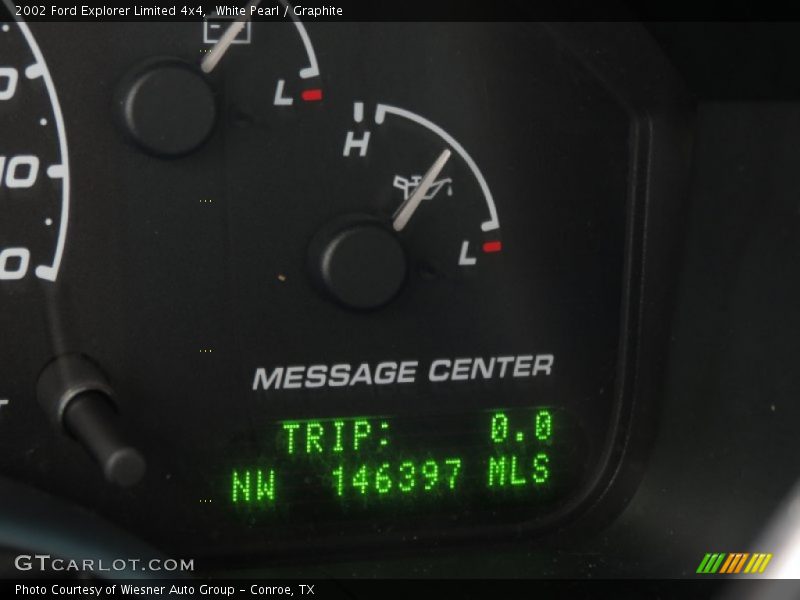 2002 Ford Explorer Limited 4x4,  White Pearl / Graphite
L
H
L
MESSAGE CENTER
TRIP: 0.0
NW 146397 MLS
GTCARLOT.COM
Photo Courtesy of Wiesner Auto Group - Conroe, TX